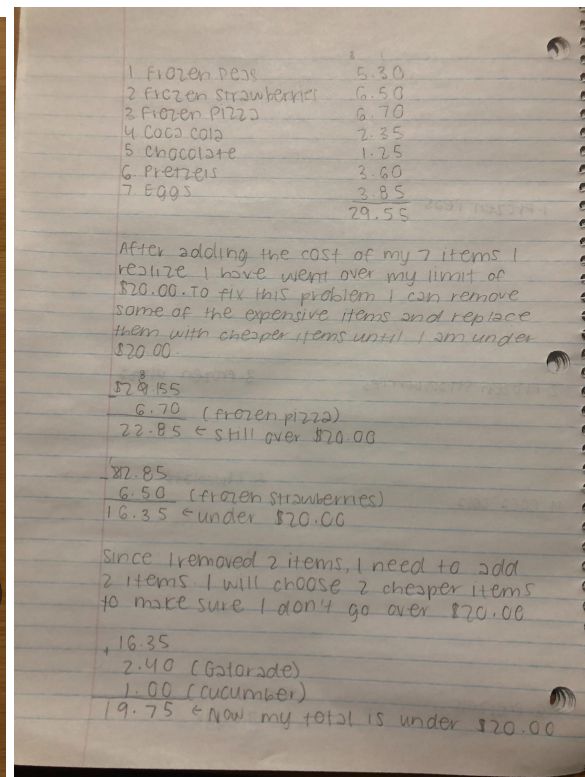 1 Frozen peas 5.30
2 Frozen strawberries 6.50
3 Frozen Pizza 6.70
4 Coca cola 2.35
5 Chocolate 1.25
6 Pretzels 3.60
7 Eggs 3.85
29.55
After adding the cost of my 7 items I
realize I have went over my limit of
$20.00. To fix this problem I can remove
some of the expensive items and replace
them with cheaper items until I am under
$20.00.
6.70 (frozen pizza)
22.85 ← still over $20.00
6.50 (frozen strawberries)
16.35 ← under $20.00
Since I removed 2 items, I need to add
2 items I will choose 2 cheaper items
to make sure I don't go over $20.00
+16.35
2.40 (Gatorade)
1.00 (cucumber)
19.75 ← Now my total is under $20.00